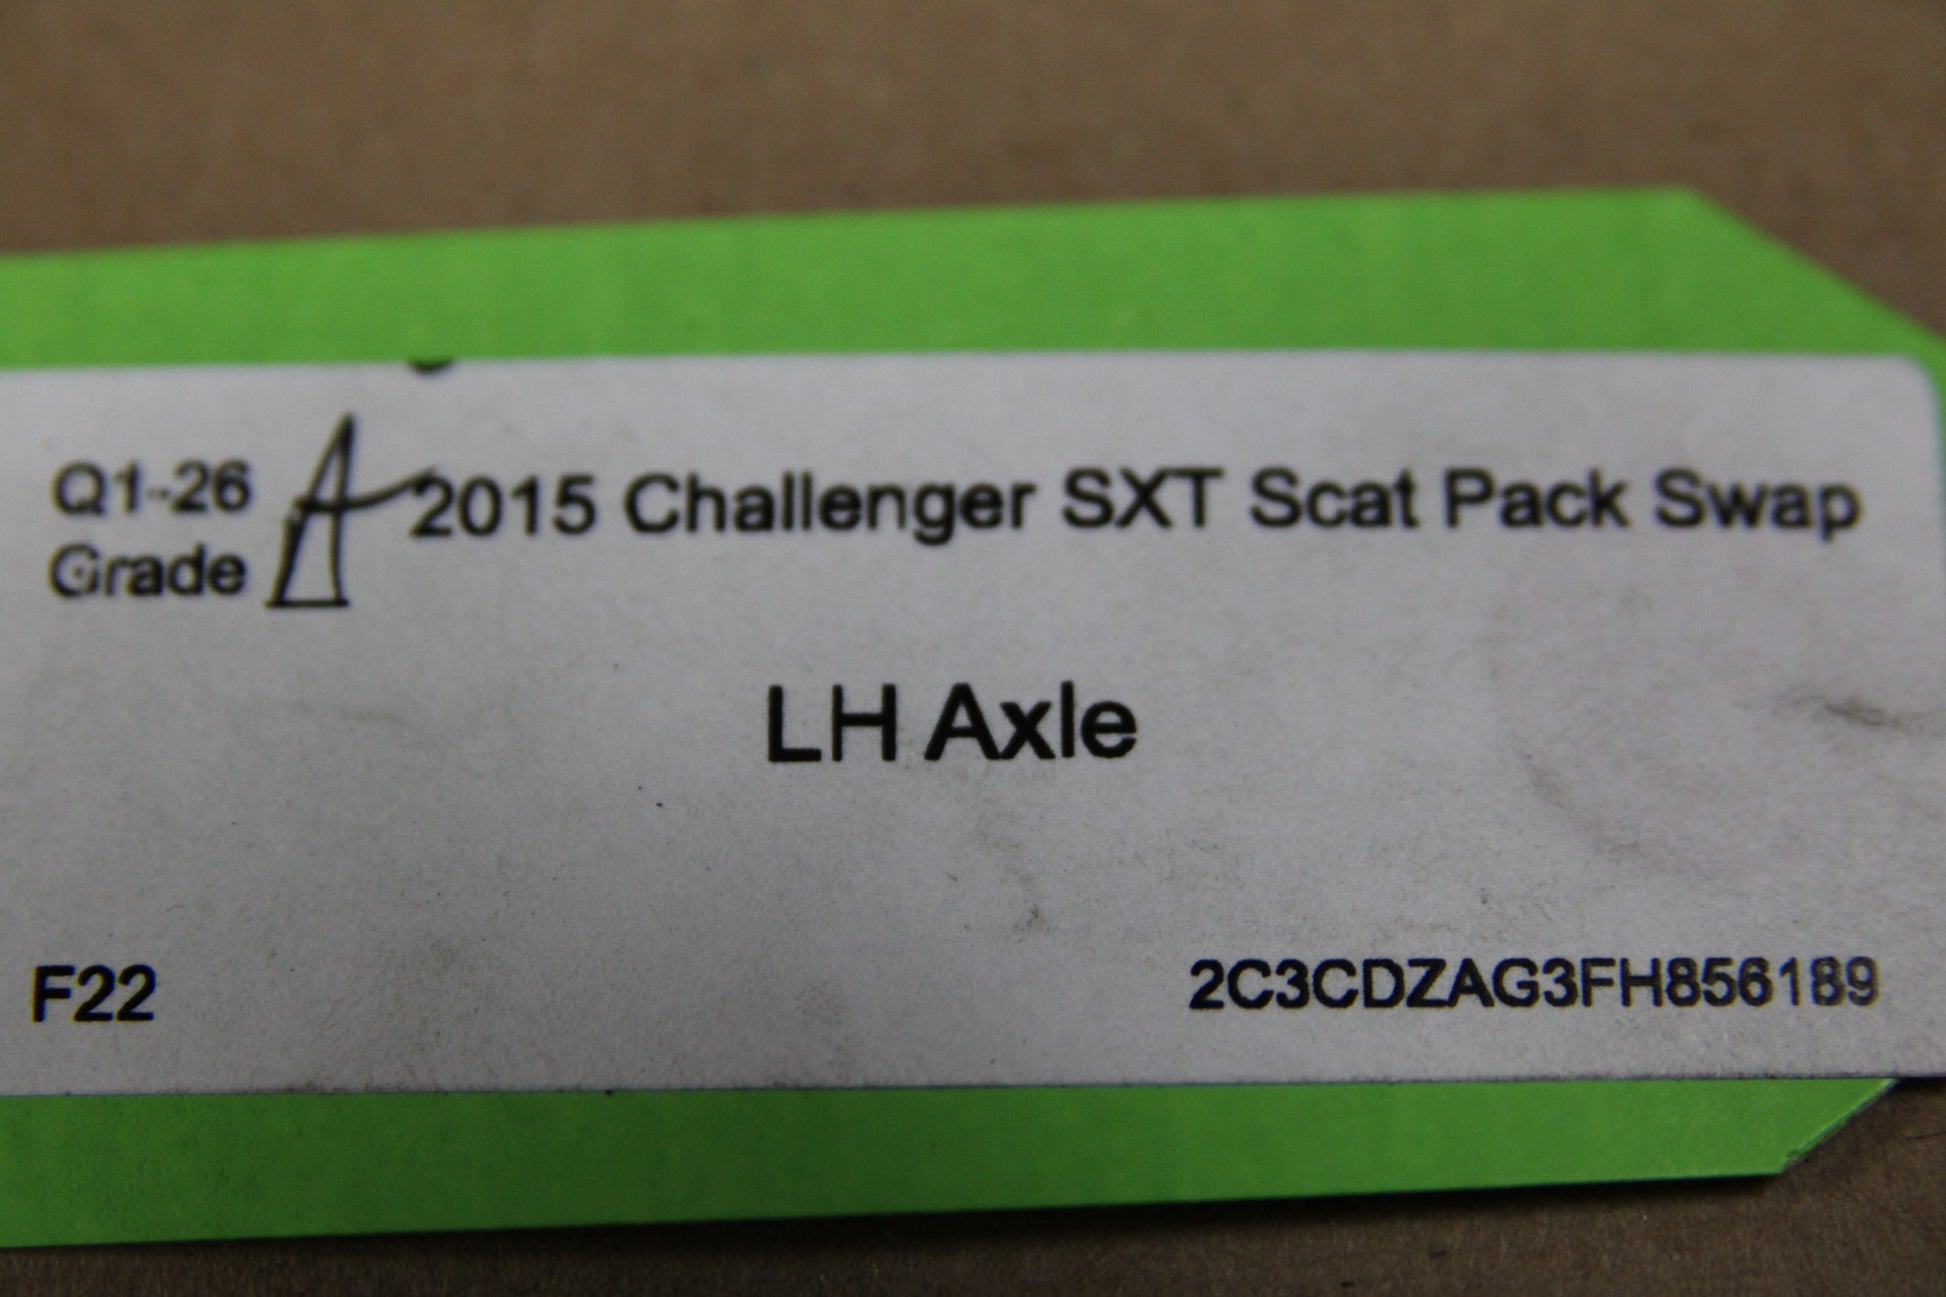 Q1-26
Grade A
2015 Challenger SXT Scat Pack Swap
LH Axle
F22
2C3CDZAG3FH856189